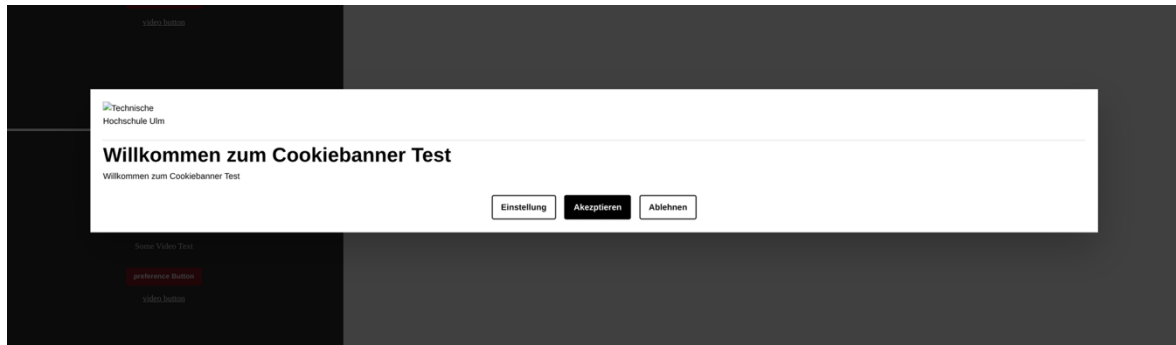 video button
Technische
Hochschule Ulm
Willkommen zum Cookiebanner Test
Willkommen zum Cookiebanner Test
Einstellung
Akezptieren
Ablehnen
Some Video Text
preference Button
video button